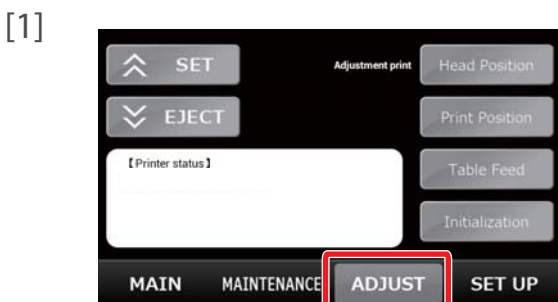 [1]
SET
Adjustment print
Head Position
EJECT
Print Position
【Printer status】
Table Feed
Initialization
MAIN
MAINTENANCE
ADJUST
SET UP